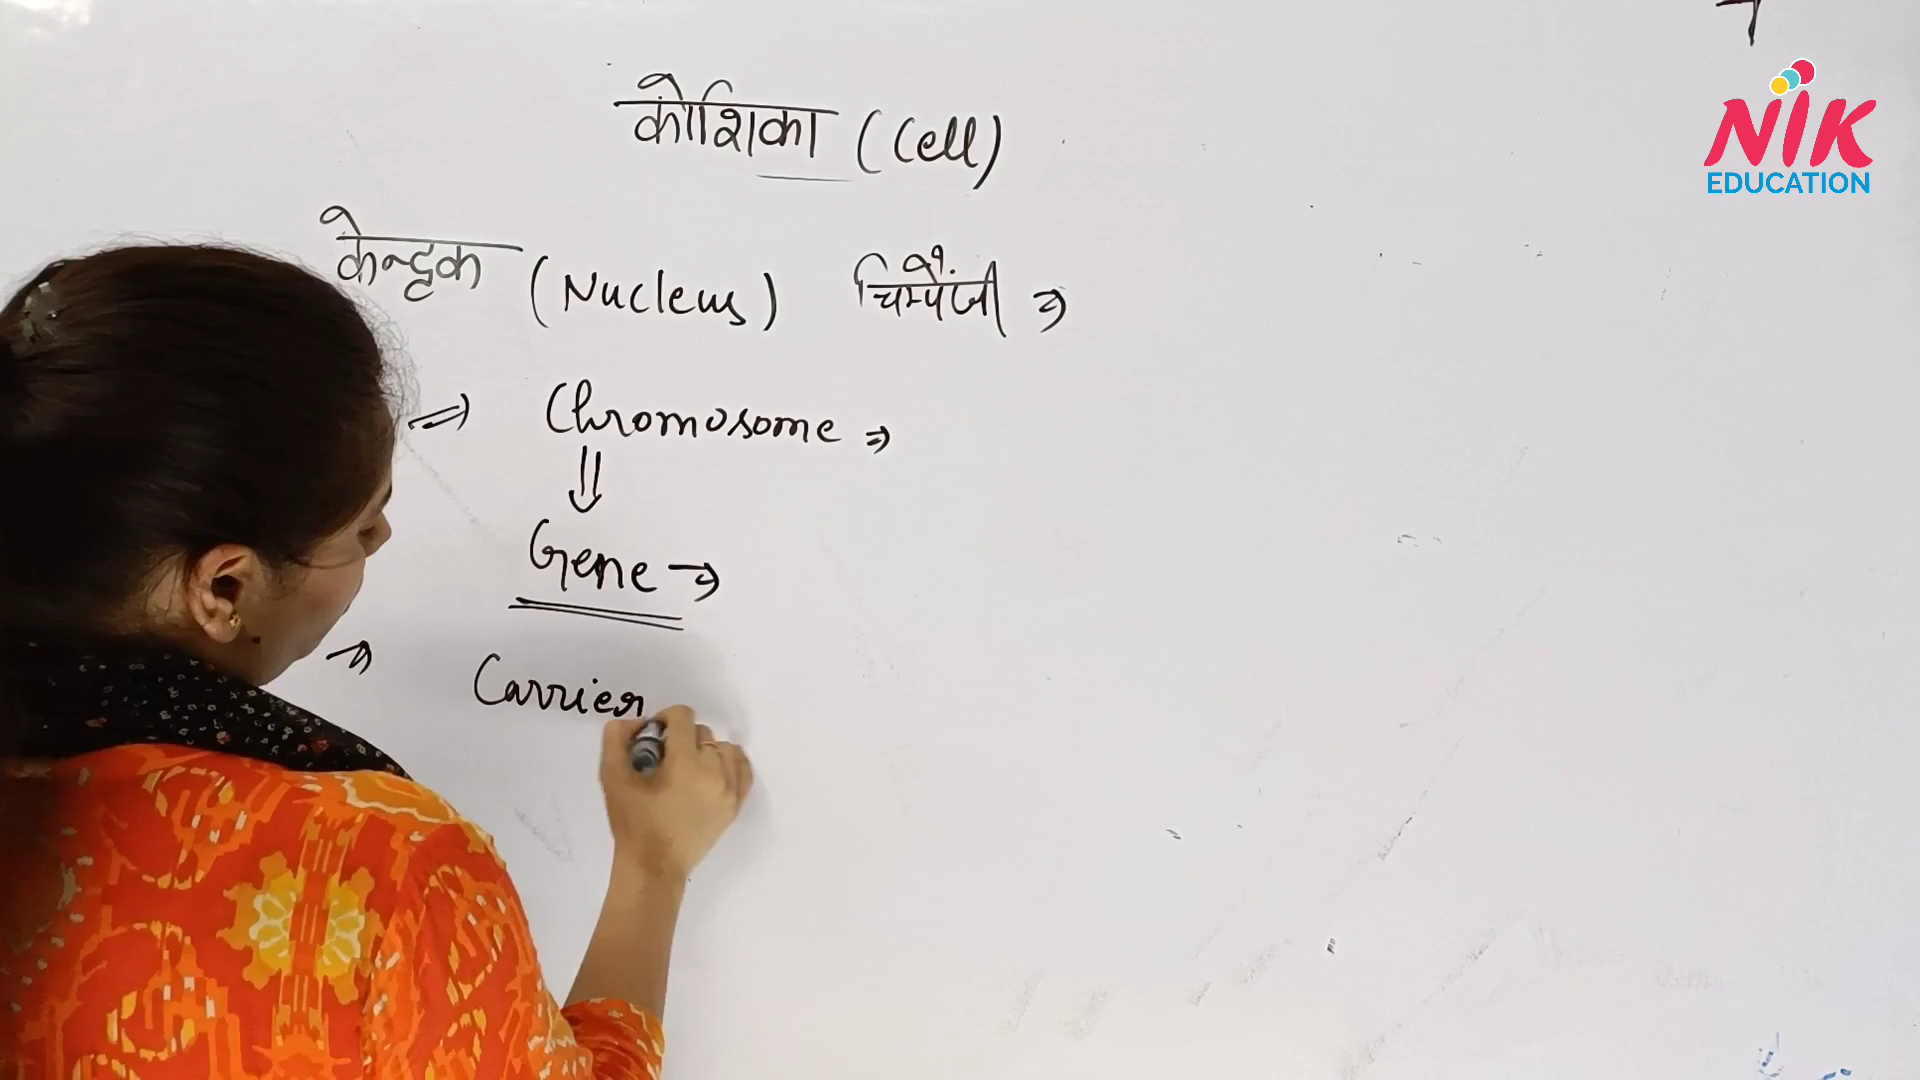 कोशिका (Cell)
केन्द्रक (Nucleus) चिम्पैंजी ⇒
⇒ Chromosome ⇒
⇓
Gene →
→ Carrier
NIK
EDUCATION